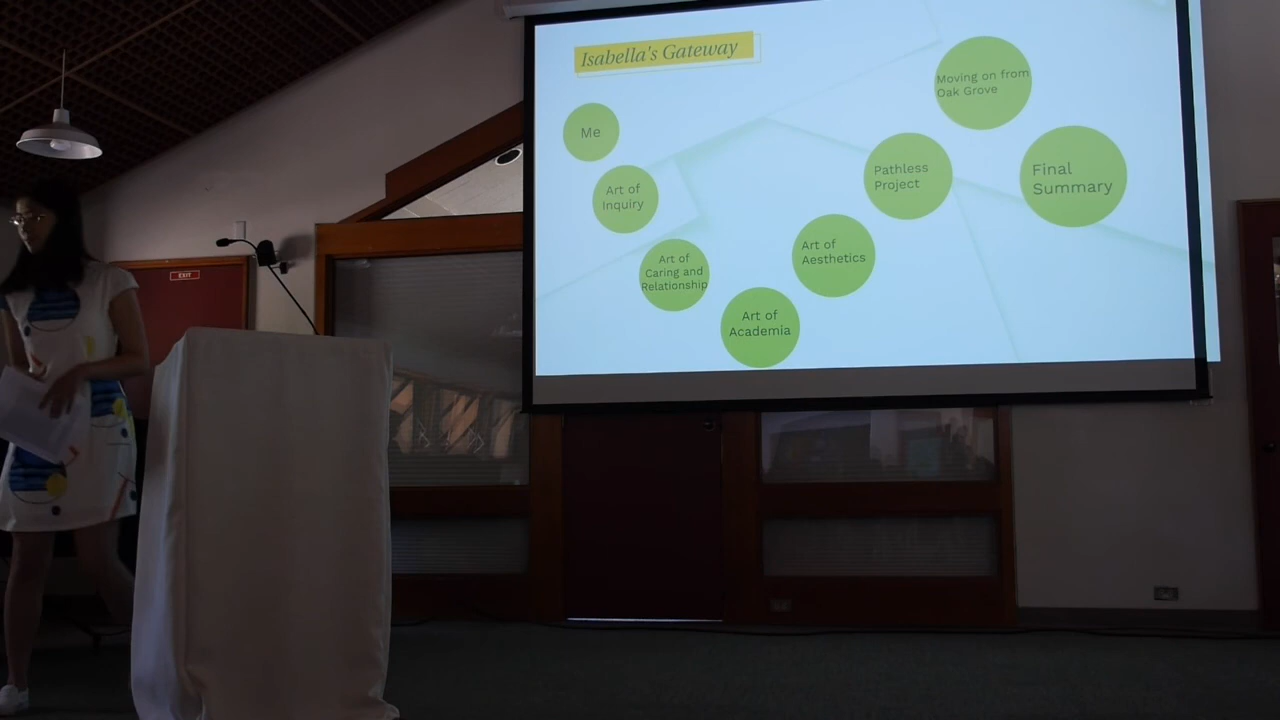 Isabella's Gateway
Me
Art of
Inquiry
Art of
Caring and
Relationship
Art of
Academia
Art of
Aesthetics
Pathless
Project
Moving on from
Oak Grove
Final
Summary
EXIT